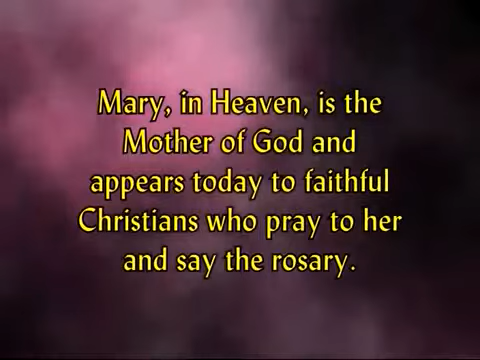 Mary, in Heaven, is the
Mother of God and
appears today to faithful
Christians who pray to her
and say the rosary.